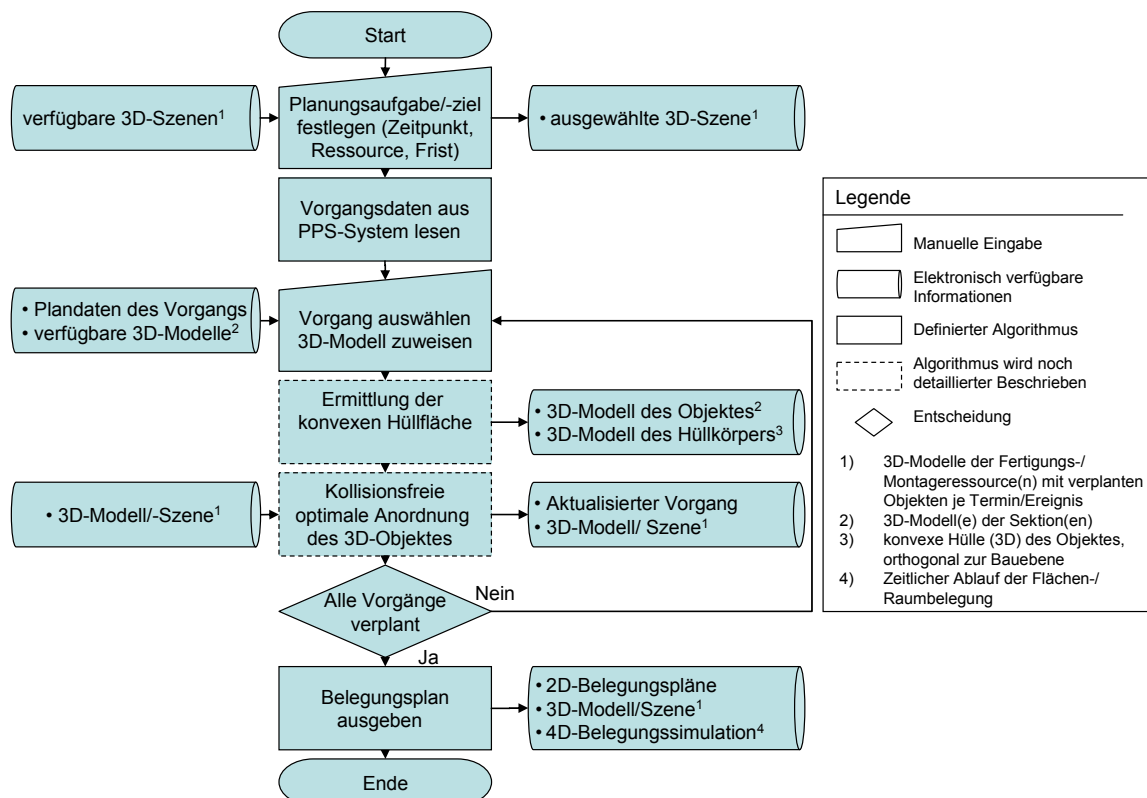 Start
verfügbare 3D-Szenen¹
Planungsaufgabe/-ziel
festlegen (Zeitpunkt,
Ressource, Frist)
• ausgewählte 3D-Szene¹
Vorgangsdaten aus
PPS-System lesen
• Plandaten des Vorgangs
• verfügbare 3D-Modelle²
Vorgang auswählen
3D-Modell zuweisen
Ermittlung der
konvexen Hüllfläche
• 3D-Modell des Objektes²
• 3D-Modell des Hüllkörpers³
• 3D-Modell/-Szene¹
Kollisionsfreie
optimale Anordnung
des 3D-Objektes
• Aktualisierter Vorgang
• 3D-Modell/ Szene¹
Alle Vorgänge
verplant
Nein
Ja
Belegungsplan
ausgeben
• 2D-Belegungspläne
• 3D-Modell/Szene¹
• 4D-Belegungssimulation⁴
Ende
Legende
Manuelle Eingabe
Elektronisch verfügbare
Informationen
Definierter Algorithmus
Algorithmus wird noch
detaillierter Beschrieben
Entscheidung
1) 3D-Modelle der Fertigungs-/
Montageressource(n) mit verplanten
Objekten je Termin/Ereignis
2) 3D-Modell(e) der Sektion(en)
3) konvexe Hülle (3D) des Objektes,
orthogonal zur Bauebene
4) Zeitlicher Ablauf der Flächen-/
Raumbelegung